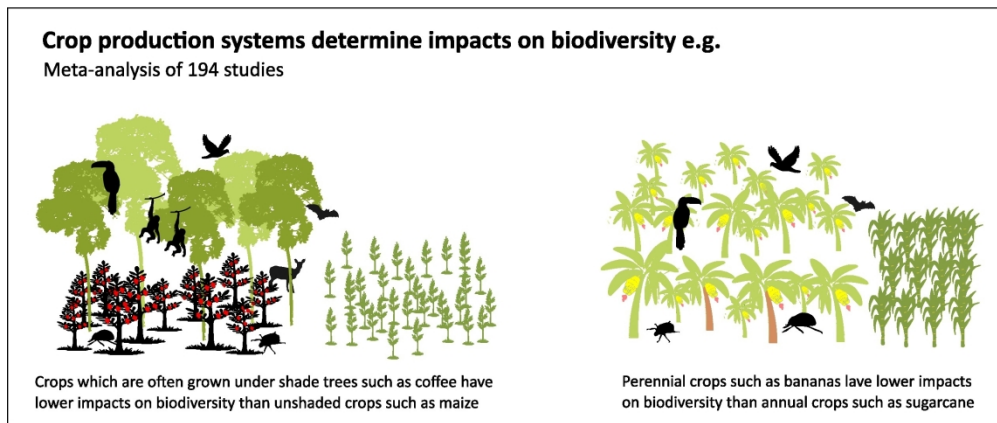 Crop production systems determine impacts on biodiversity e.g.
Meta-analysis of 194 studies
Crops which are often grown under shade trees such as coffee have
lower impacts on biodiversity than unshaded crops such as maize
Perennial crops such as bananas lave lower impacts
on biodiversity than annual crops such as sugarcane